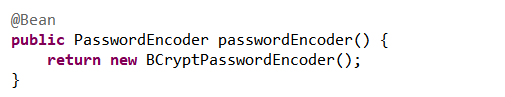 @Bean
public PasswordEncoder passwordEncoder() {
    return new BCryptPasswordEncoder();
}